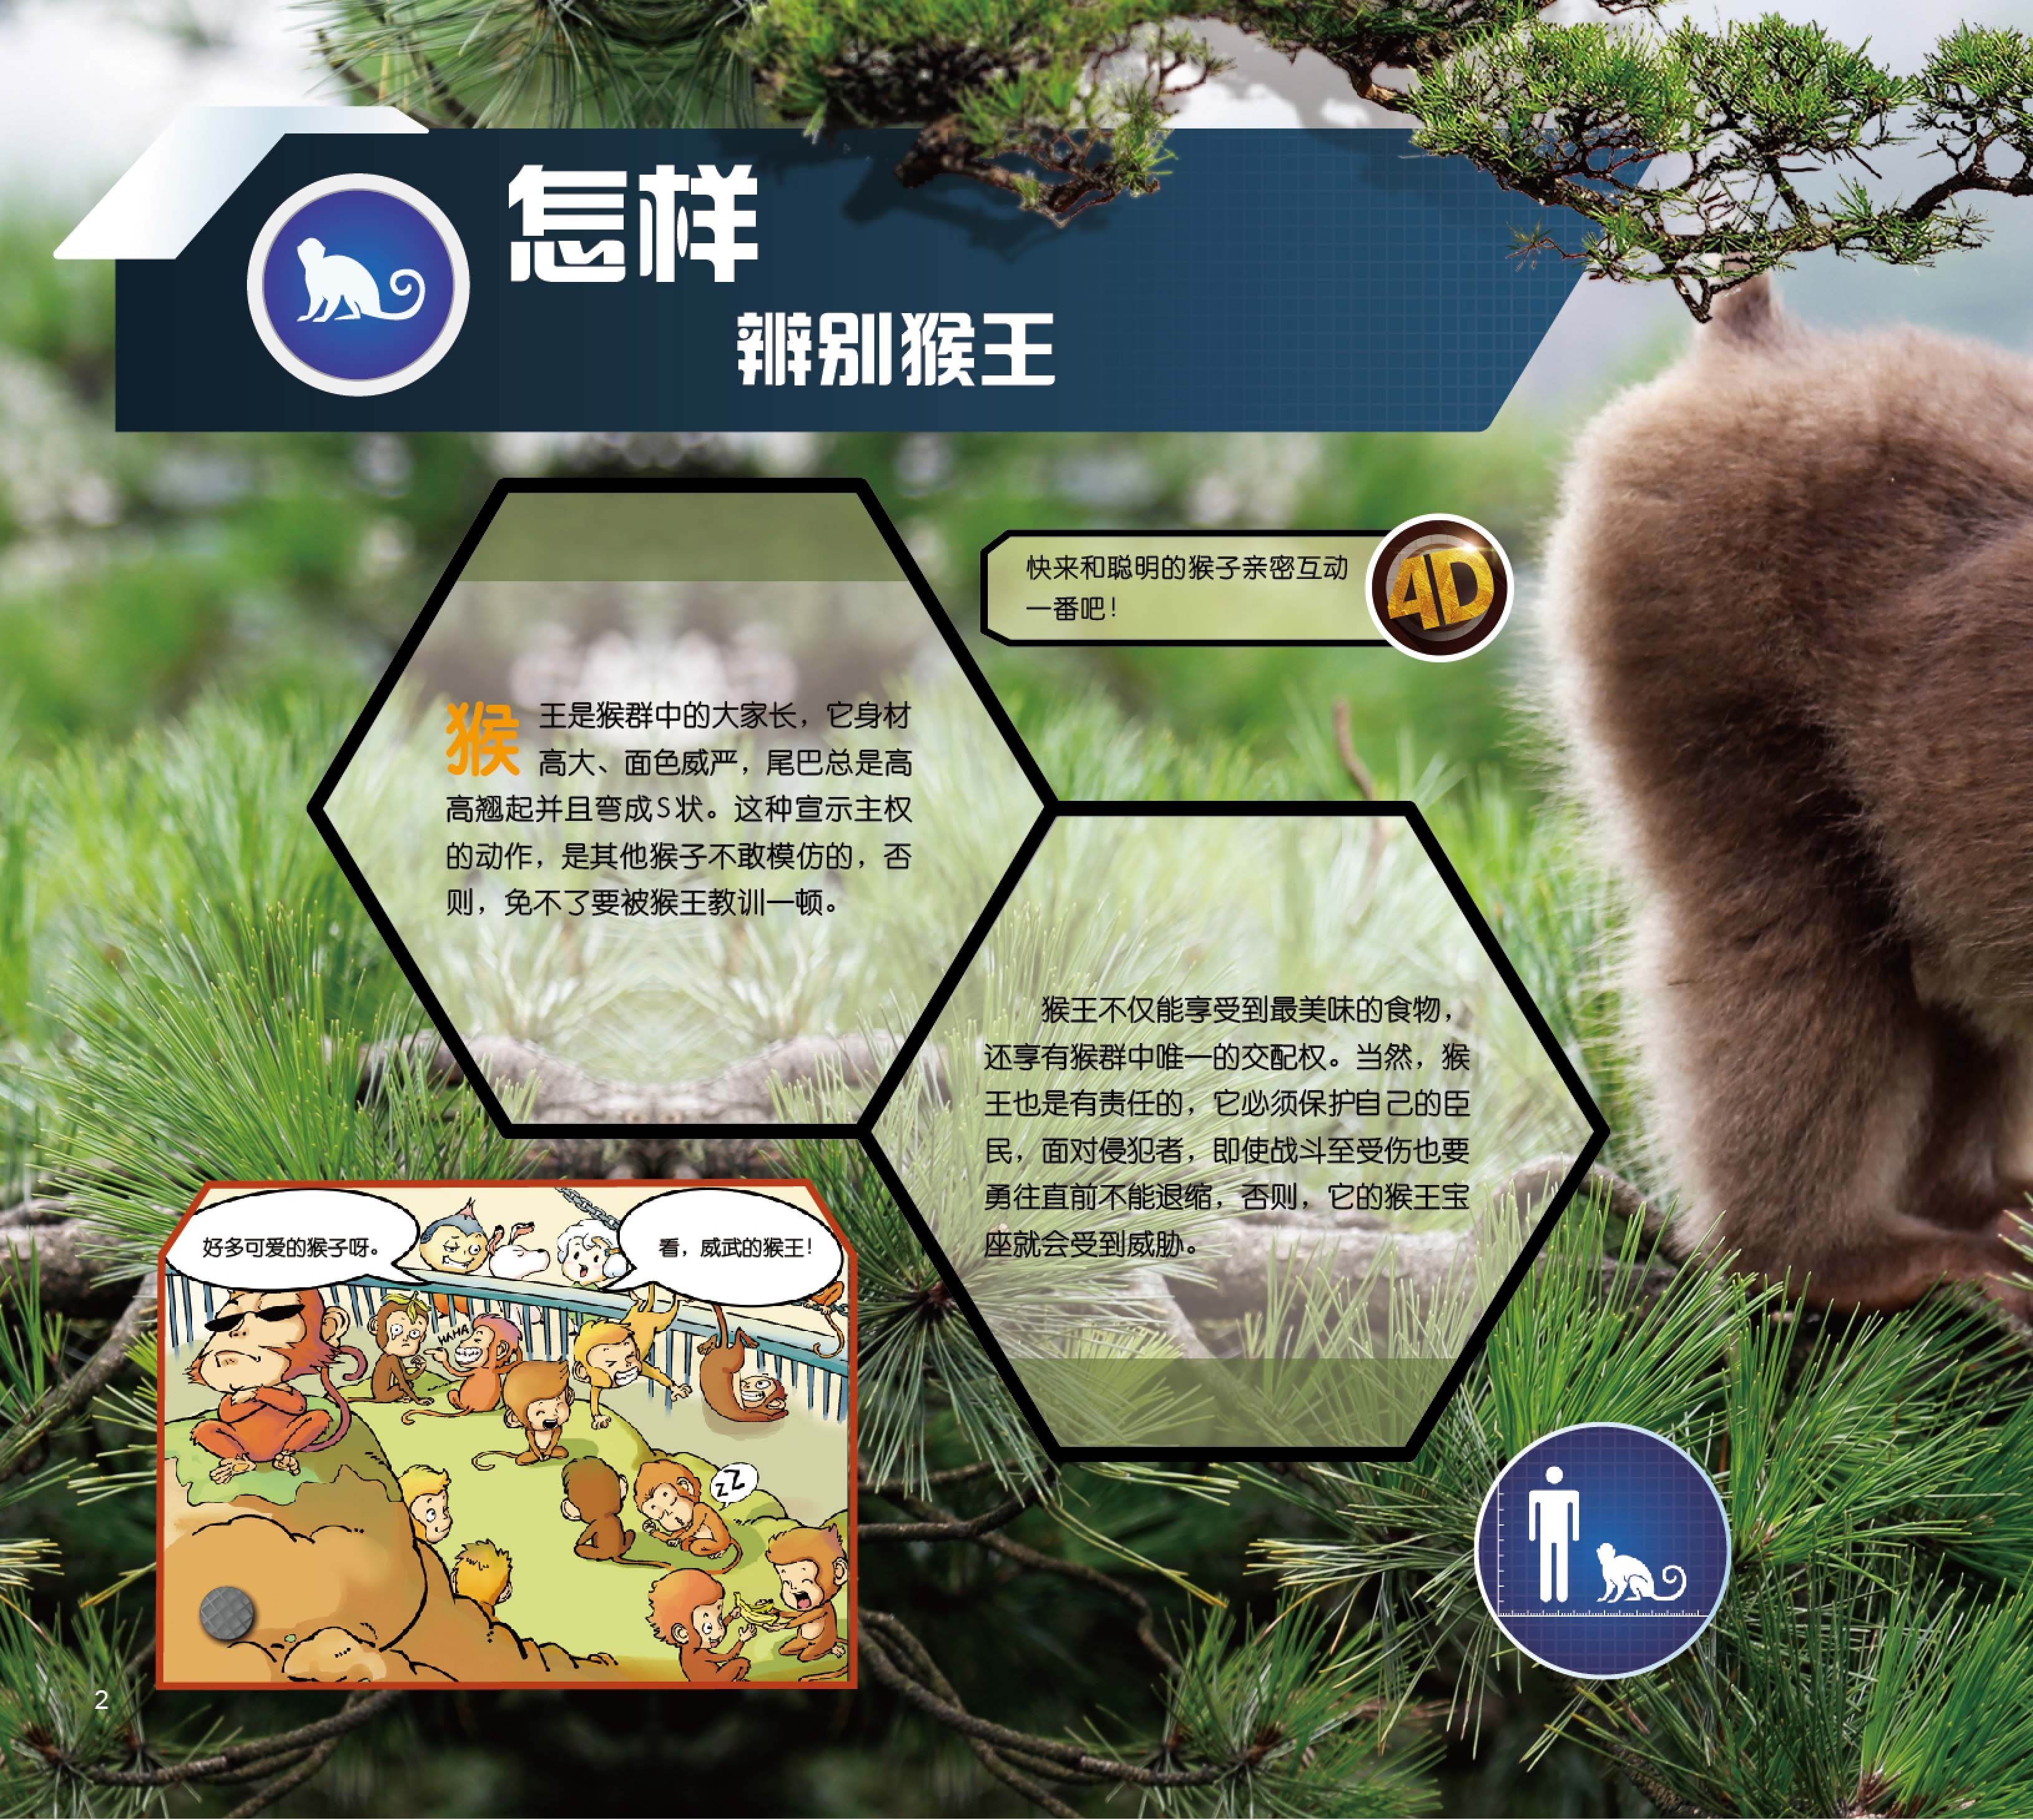 怎样
辨别猴王
快来和聪明的猴子亲密互动
一番吧！
4D
猴王是猴群中的大家长，它身材
高大、面色威严，尾巴总是高
高翘起并且弯成S状。这种宣示主权
的动作，是其他猴子不敢模仿的，否
则，免不了要被猴王教训一顿。
猴王不仅能享受到最美味的食物，
还享有猴群中唯一的交配权。当然，猴
王也是有责任的，它必须保护自己的臣
民，面对侵犯者，即使战斗至受伤也要
勇往直前不能退缩，否则，它的猴王宝
座就会受到威胁。
好多可爱的猴子呀。
看，威武的猴王！
HAHA
ZZ
2